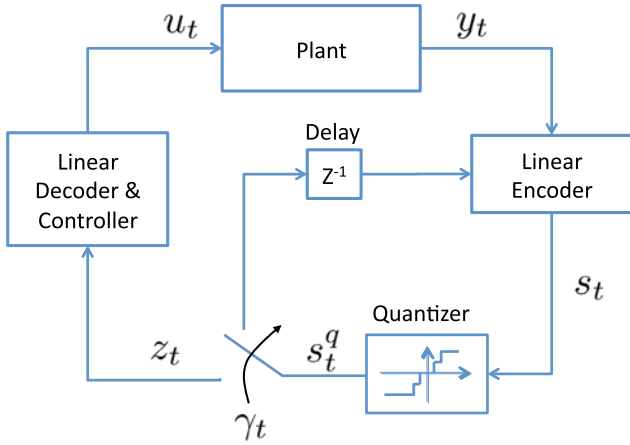 u_t
y_t
Plant
Delay
Z⁻¹
Linear
Encoder
Linear
Decoder &
Controller
s_t
Quantizer
z_t
s_t^q
γ_t